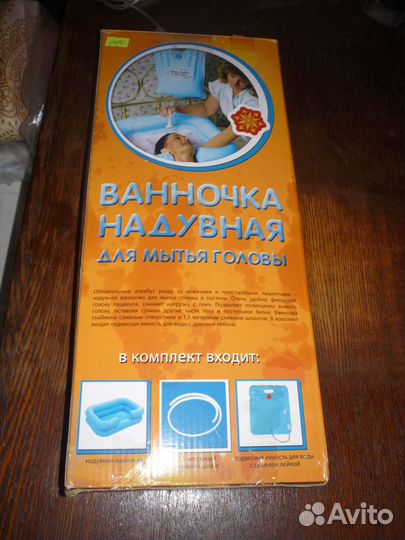 ВАННОЧКА
НАДУВНАЯ
ДЛЯ МЫТЬЯ ГОЛОВЫ
Обязательный атрибут ухода за лежачими и престарелыми пациентами -
надувная ванночка для мытья головы в постели. Очень удобна: фиксирует
голову пациента, снимает нагрузку с плеч. Позволяет полноценно вымыть
голову, оставляя сухими другие части тела и постельное белье. Ванночка
снабжена сливным отверстием и 1,5 метровым сливным шлангом. В комплект
входит подвесная емкость для воды с душевой лейкой.
В КОМПЛЕКТ ВХОДИТ:
надувная ванночка
подвесная емкость для воды
с душевой лейкой
Avito